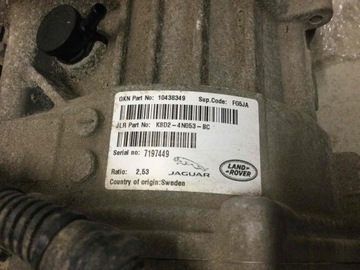 GKN Part No: 10438349 Sup.Code: F05JA
JLR Part No: K8D2-4N053-BC
Serial no: 7197449
Ratio: 2,53
JAGUAR
LAND ROVER
Country of origin:Sweden